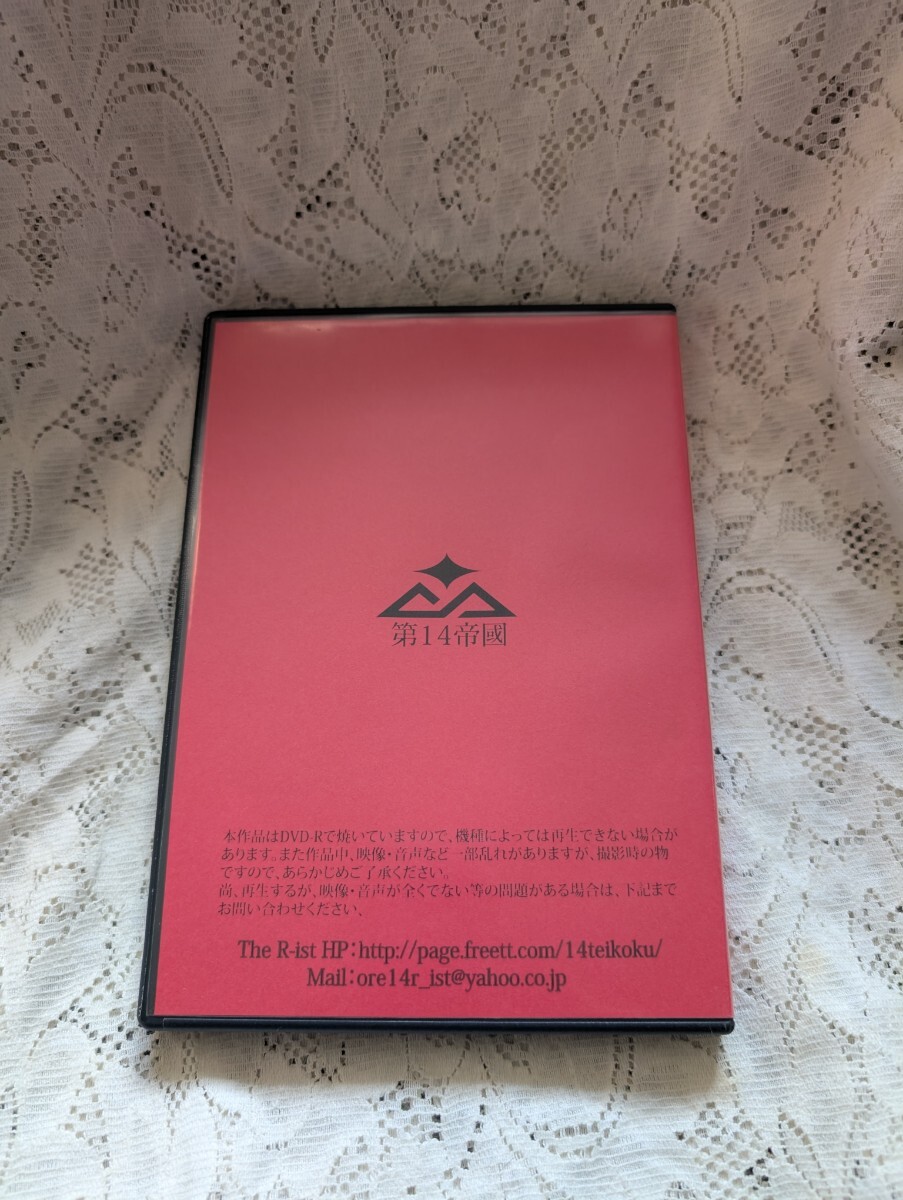 第14帝國
本作品はDVD-Rで焼いていますので、機種によっては再生できない場合が
あります。また作品中、映像・音声など一部乱れがありますが、撮影時の物
ですので、あらかじめご了承ください。
尚、再生するが、映像・音声が全くでない等の問題がある場合は、下記まで
お問い合わせください、
The R-ist HP:http://page.freett.com/14teikoku/
Mail:ore14r_ist@yahoo.co.jp